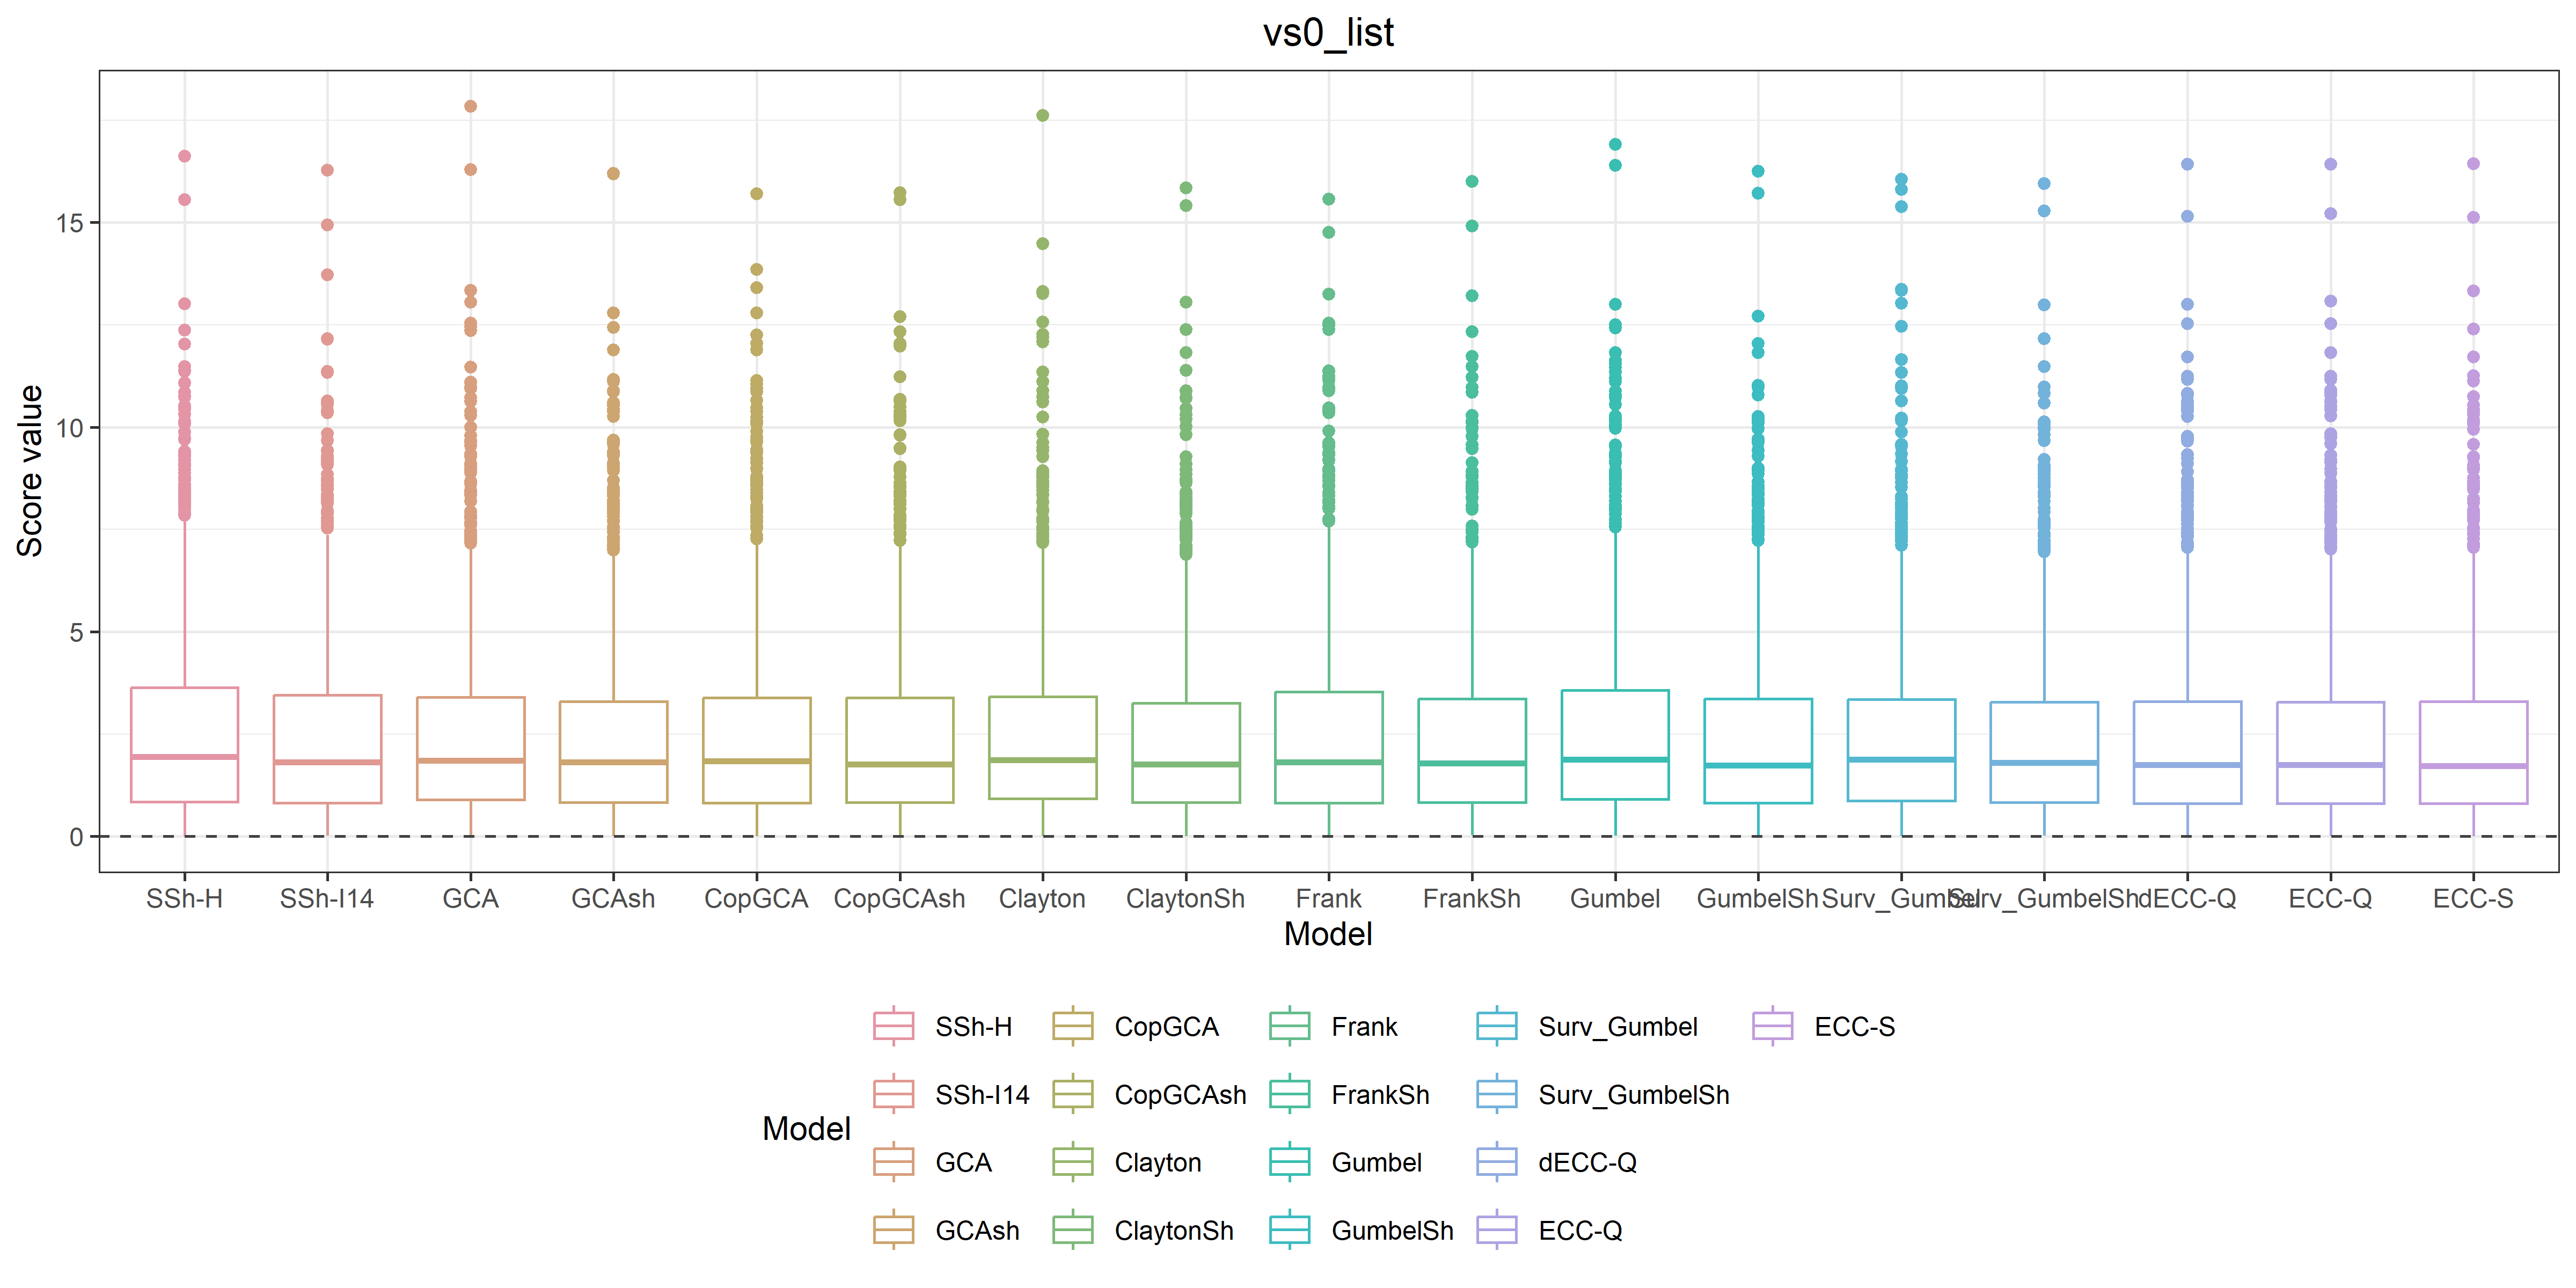 vs0_list
Score value
15
10
5
0
SSh-H SSh-I14 GCA GCAsh CopGCA CopGCAsh Clayton ClaytonSh Frank FrankSh Gumbel GumbelSh Surv_Gumbel Surv_GumbelSh dECC-Q ECC-Q ECC-S
Model
Model
SSh-H CopGCA Frank Surv_Gumbel ECC-S
SSh-I14 CopGCAsh FrankSh Surv_GumbelSh
GCA Clayton Gumbel dECC-Q
GCAsh ClaytonSh GumbelSh ECC-Q